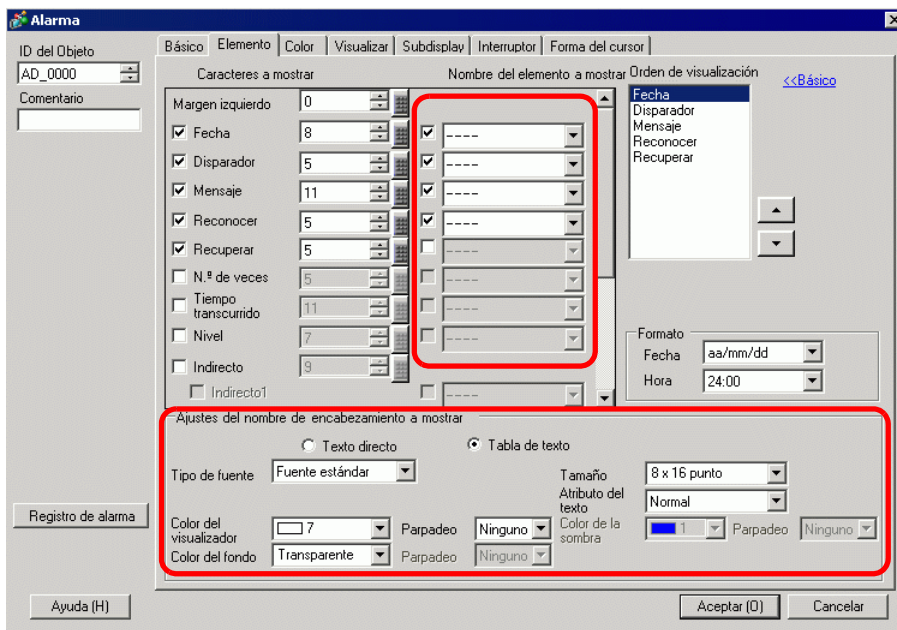 Alarma
ID del Objeto
AD_0000
Comentario
Registro de alarma
Ayuda (H)
Básico Elemento Color Visualizar Subdisplay Interruptor Forma del cursor
Caracteres a mostrar Nombre del elemento a mostrar Orden de visualización <<Básico
Margen izquierdo 0
Fecha 8 ----
Disparador 5 ----
Mensaje 11 ----
Reconocer 5 ----
Recuperar 5 ----
N.º de veces 5 ----
Tiempo transcurrido 11 ----
Nivel 7 ----
Indirecto 9
Indirecto1 ----
Fecha
Disparador
Mensaje
Reconocer
Recuperar
Formato
Fecha aa/mm/dd
Hora 24:00
Ajustes del nombre de encabezamiento a mostrar
Texto directo Tabla de texto
Tipo de fuente Fuente estándar Tamaño 8 x 16 punto
Atributo del texto Normal
Color del visualizador 7 Parpadeo Ninguno Color de la sombra 1 Parpadeo Ninguno
Color del fondo Transparente Parpadeo Ninguno
Aceptar (O) Cancelar